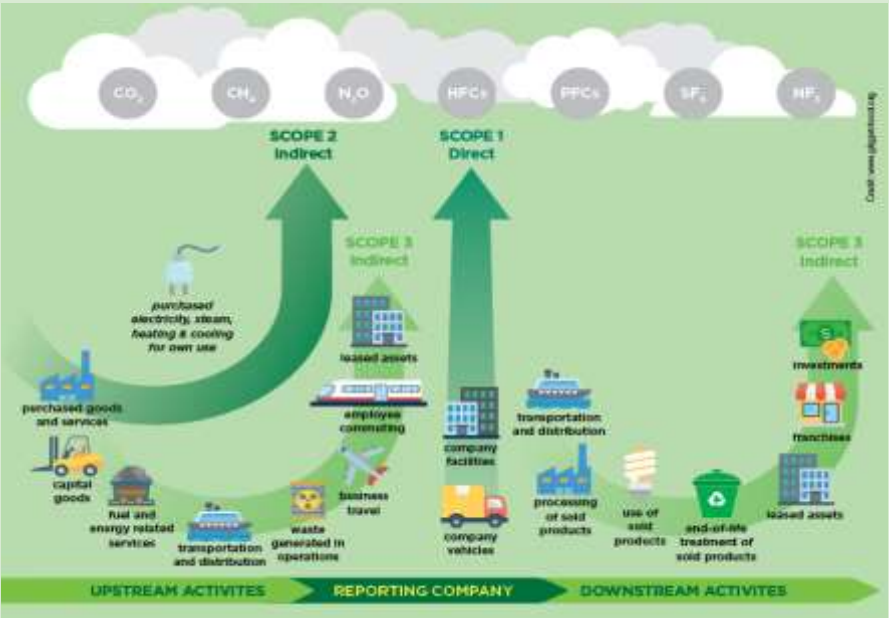 CO₂
CH₄
N₂O
HFCs
PFCs
SF₆
NF₃
SCOPE 2
Indirect
SCOPE 1
Direct
SCOPE 3
Indirect
SCOPE 3
Indirect
purchased
electricity, steam,
heating & cooling
for own use
leased assets
purchased goods
and services
employee
commuting
capital
goods
fuel and
energy related
services
transportation
and distribution
waste
generated in
operations
business
travel
company
facilities
company
vehicles
transportation
and distribution
processing
of sold
products
use of
sold
products
end-of-life
treatment of
sold products
investments
franchises
leased assets
UPSTREAM ACTIVITES
REPORTING COMPANY
DOWNSTREAM ACTIVITES